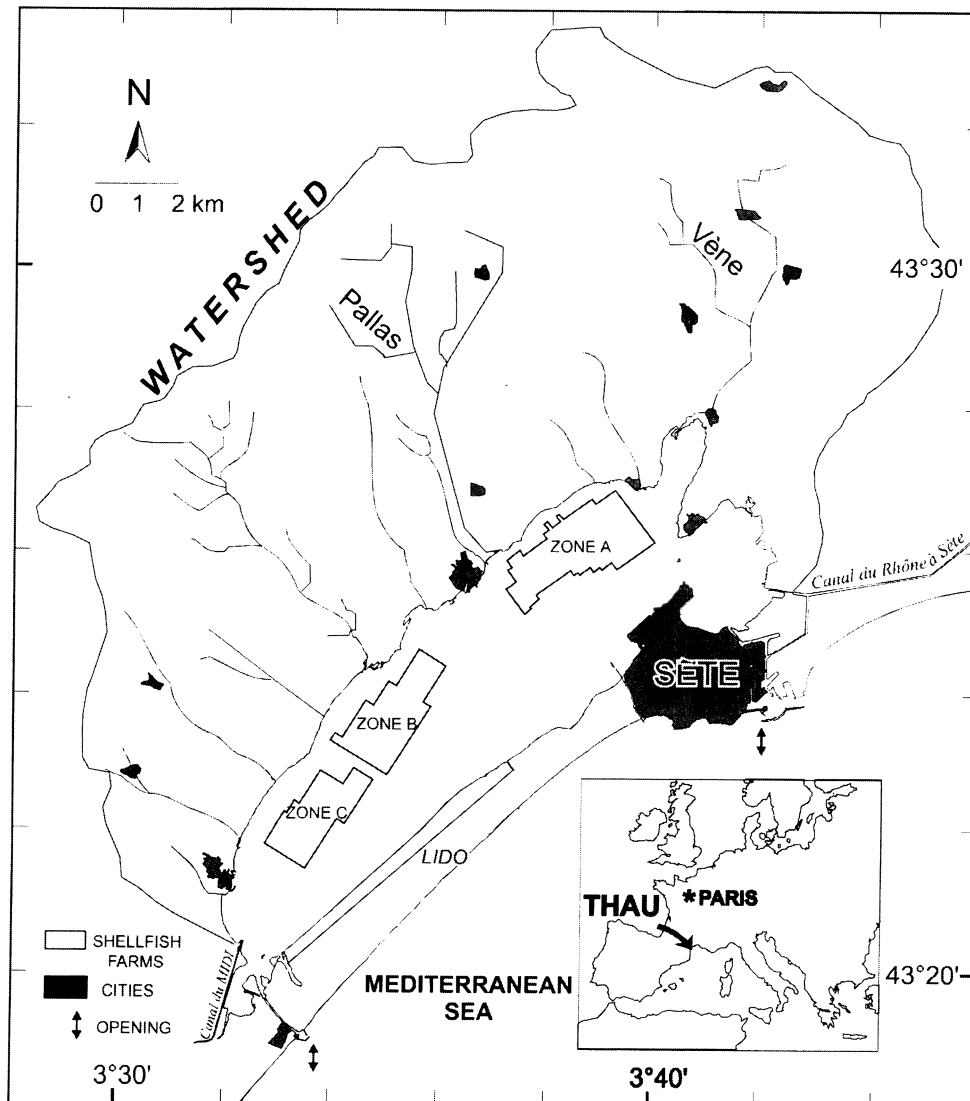 N
0 1 2 km
WATERSHED
Pallas
Vène
43°30'
ZONE A
Canal du Rhône à Sète
SÈTE
ZONE B
ZONE C
LIDO
THAU
* PARIS
SHELLFISH
FARMS
CITIES
OPENING
Canal du MIDI
MEDITERRANEAN
SEA
43°20'
3°30'
3°40'